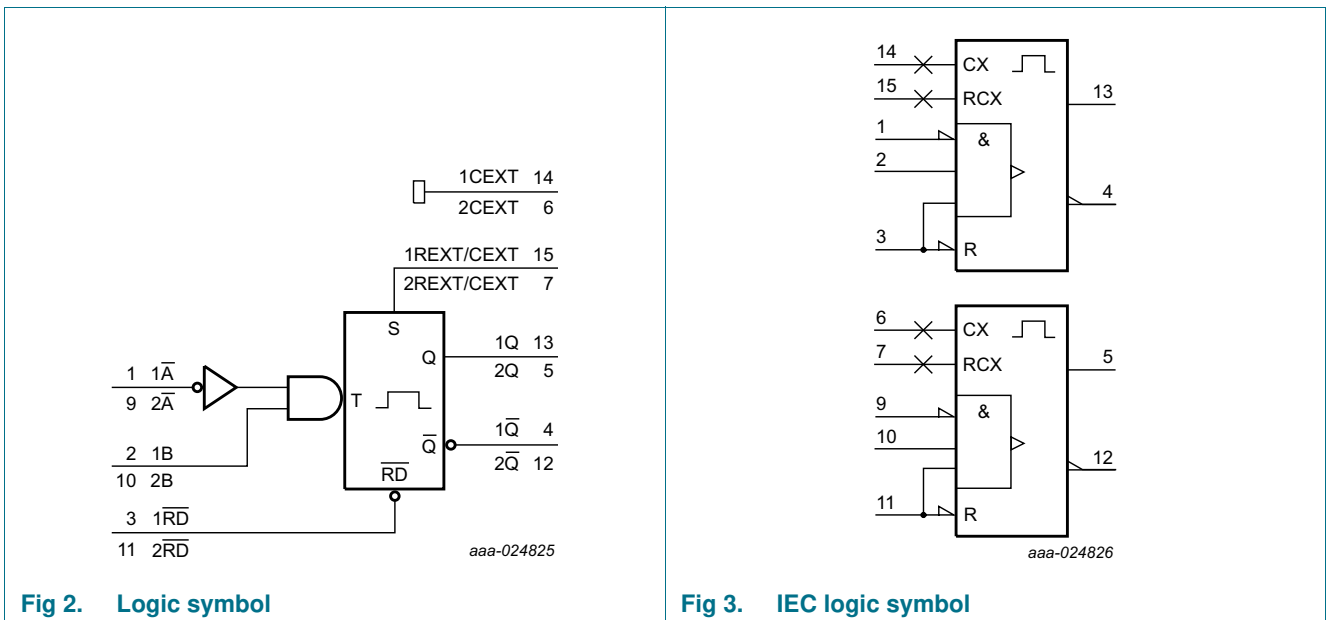 1CEXT 14
2CEXT 6
1REXT/CEXT 15
2REXT/CEXT 7
S
Q
1Q 13
2Q 5
1 1A̅
9 2A̅
T
2 1B
10 2B
Q̅
1Q̅ 4
2Q̅ 12
R̅D̅
3 1R̅D̅
11 2R̅D̅
aaa-024825
Fig 2. Logic symbol
14 CX
15 RCX
13
1
&
2
4
3 R
6 CX
7 RCX
5
9
&
10
12
11 R
aaa-024826
Fig 3. IEC logic symbol